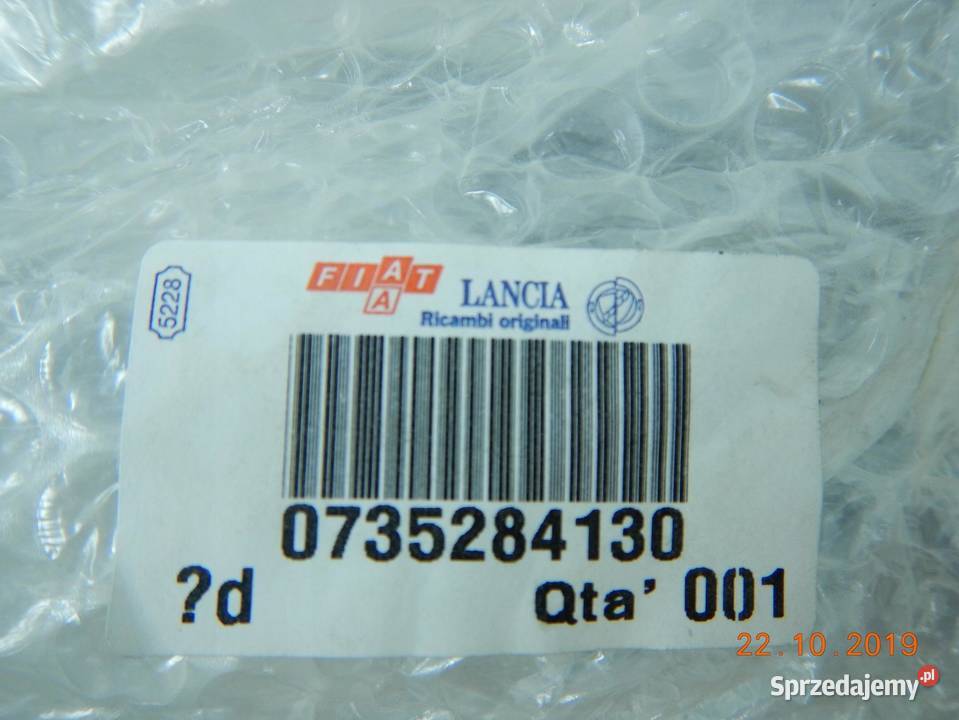 5228
FIAT
A
LANCIA
Ricambi originali
0735284130
?d
Qta' 001
22.10.2019
Sprzedajemy.pl